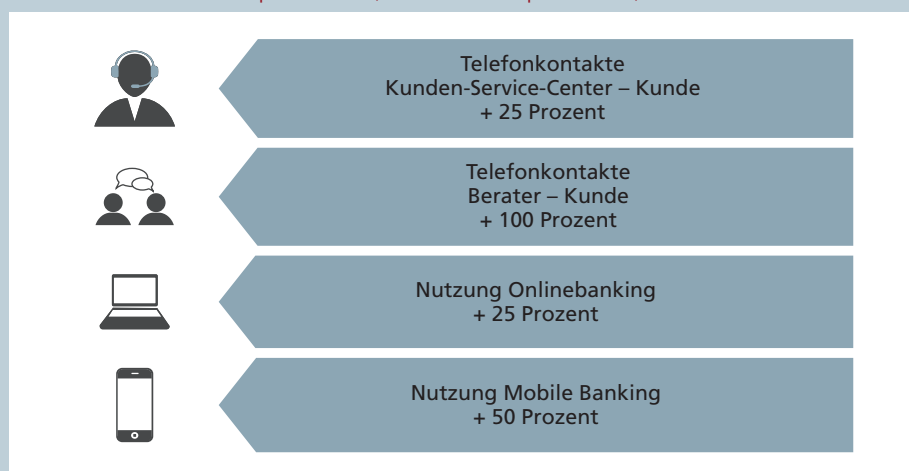 Telefonkontakte
Kunden-Service-Center – Kunde
+ 25 Prozent
Telefonkontakte
Berater – Kunde
+ 100 Prozent
Nutzung Onlinebanking
+ 25 Prozent
Nutzung Mobile Banking
+ 50 Prozent